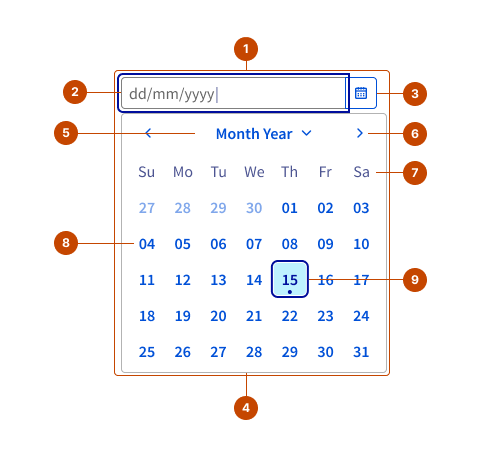 1
2 dd/mm/yyyy 3
5 Month Year 6
Su Mo Tu We Th Fr Sa 7
27 28 29 30 01 02 03
8 04 05 06 07 08 09 10
11 12 13 14 15 16 17 9
18 19 20 21 22 23 24
25 26 27 28 29 30 31
4